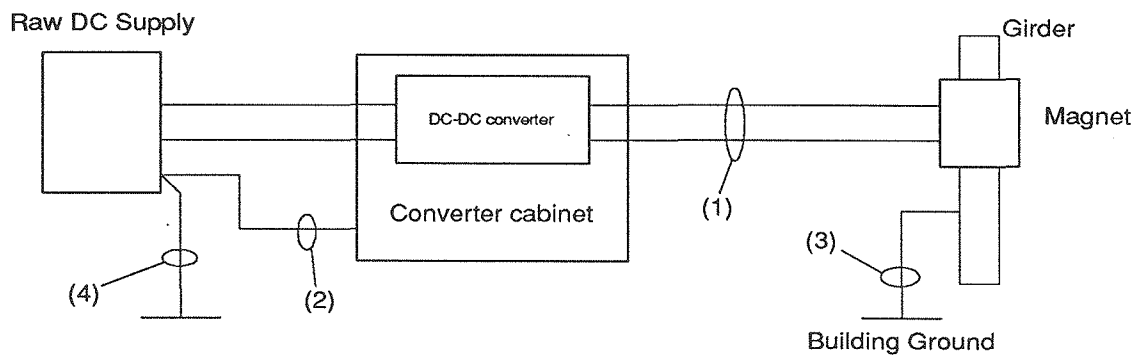 Raw DC Supply
Girder
DC-DC converter
Magnet
Converter cabinet
(1)
(3)
(4)
(2)
Building Ground